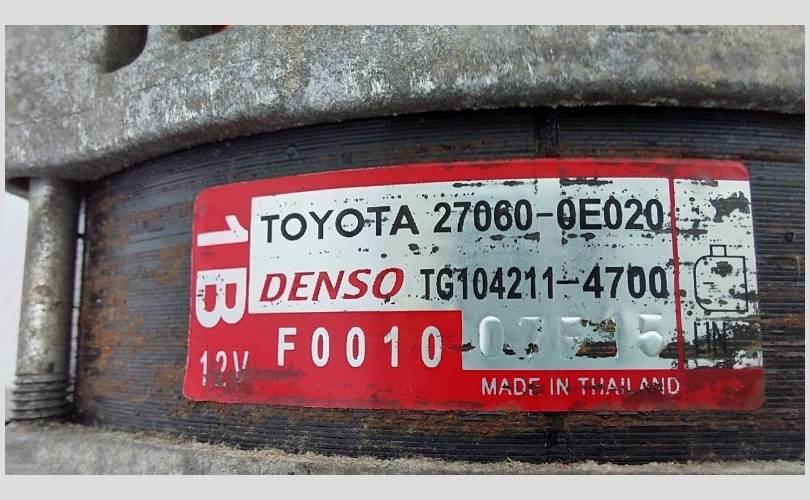 1B
TOYOTA 27060-0E020
DENSO TG104211-4700
12V F0010
MADE IN THAILAND